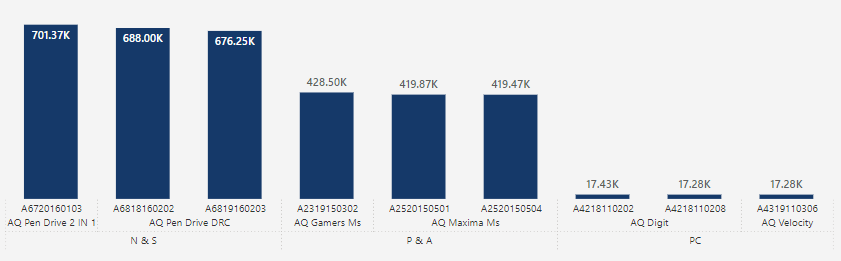 701.37K 688.00K 676.25K 428.50K 419.87K 419.47K 17.43K 17.28K 17.28K
A6720160103 A6818160202 A6819160203 A2319150302 A2520150501 A2520150504 A4218110202 A4218110208 A4319110306
AQ Pen Drive 2 IN 1 AQ Pen Drive DRC AQ Gamers Ms AQ Maxima Ms AQ Digit AQ Velocity
N & S P & A PC